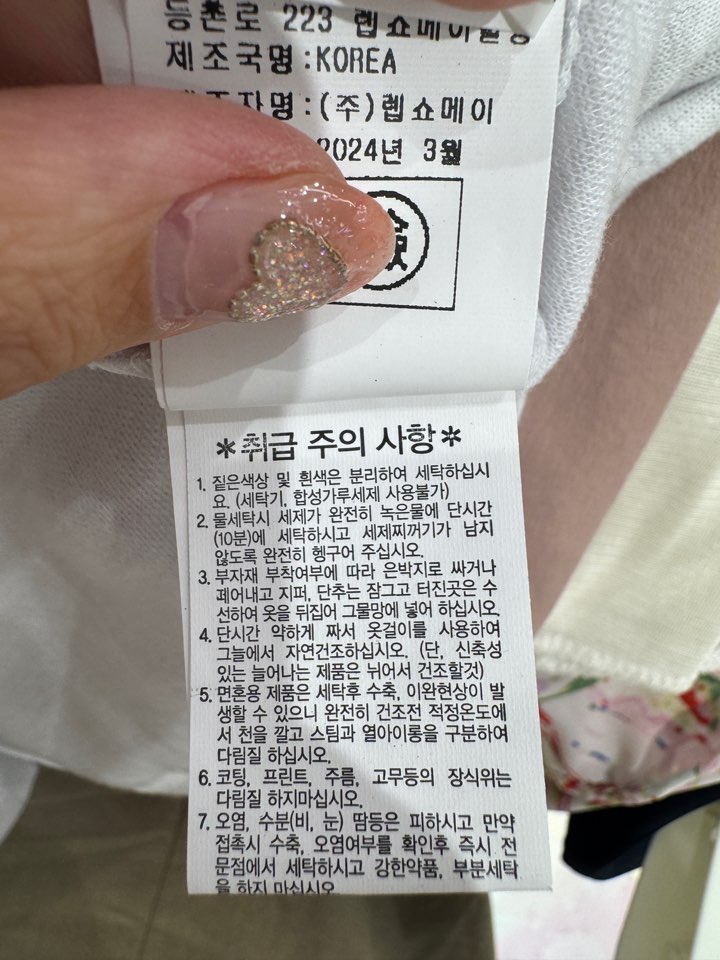 등촌로 223 렙쇼메이빌딩
제조국명:KOREA
제조자명:(주)렙쇼메이
2024년 3월
*취급 주의 사항*
1. 짙은색상 및 흰색은 분리하여 세탁하십시
요. (세탁기, 합성가루세제 사용불가)
2. 물세탁시 세제가 완전히 녹은물에 단시간
(10분)에 세탁하시고 세제찌꺼기가 남지
않도록 완전히 헹구어 주십시오.
3. 부자재 부착여부에 따라 은박지로 싸거나
떼어내고 지퍼, 단추는 잠그고 터진곳은 수
선하여 옷을 뒤집어 그물망에 넣어 하십시오.
4. 단시간 약하게 짜서 옷걸이를 사용하여
그늘에서 자연건조하십시오. (단, 신축성
있는 늘어나는 제품은 뉘어서 건조할것)
5. 면혼용 제품은 세탁후 수축, 이완현상이 발
생할 수 있으니 완전히 건조전 적정온도에
서 천을 깔고 스팀과 열아이롱을 구분하여
다림질 하십시오.
6. 코팅, 프린트, 주름, 고무등의 장식위는
다림질 하지마십시오.
7. 오염, 수분(비, 눈) 땀등은 피하시고 만약
접촉시 수축, 오염여부를 확인후 즉시 전
문점에서 세탁하시고 강한약품, 부분세탁
을 하지 마십시오